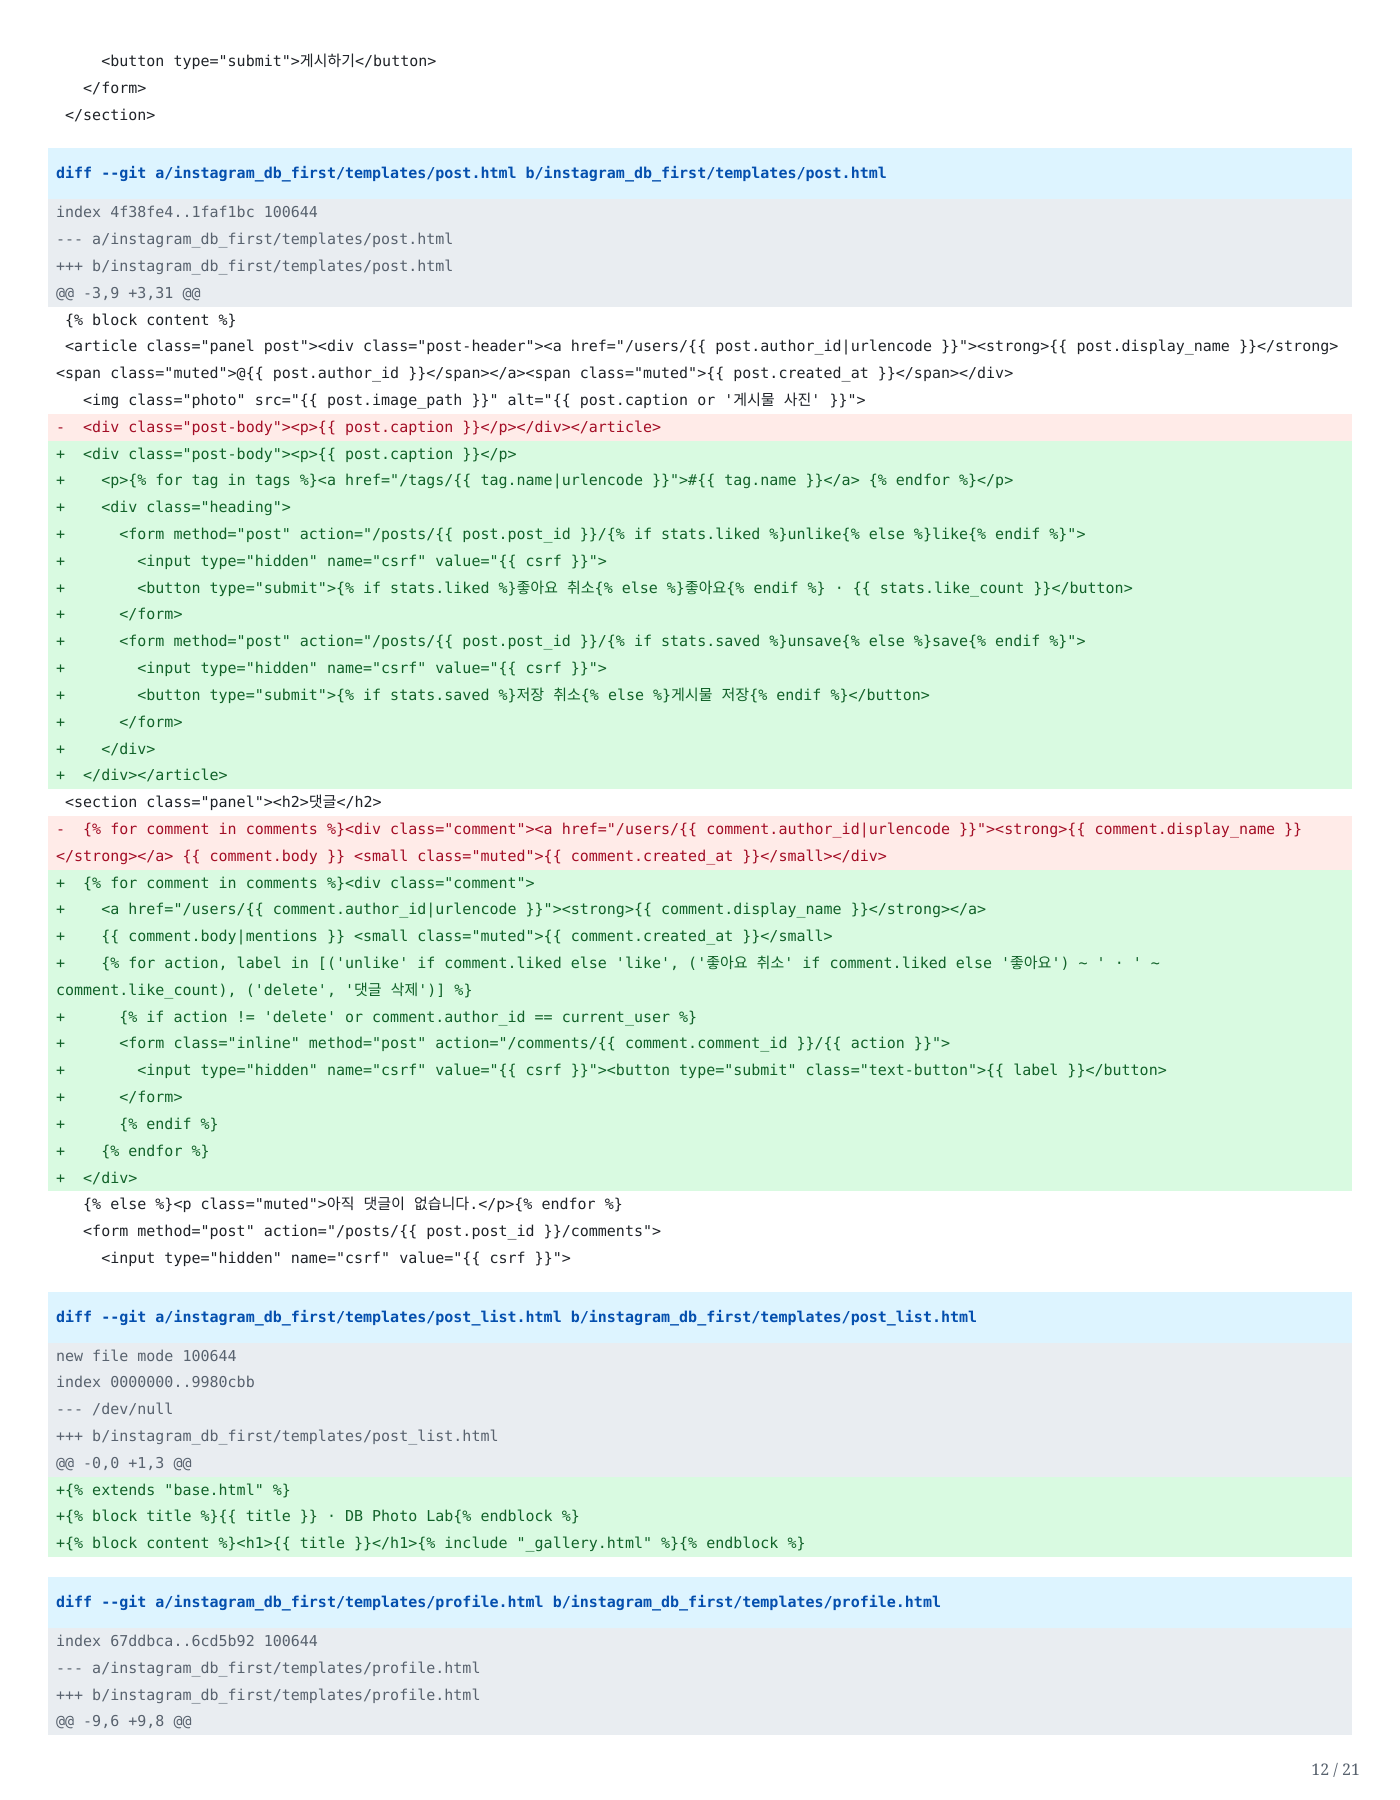 <button type="submit">게시하기</button>
  </form>
</section>
diff --git a/instagram_db_first/templates/post.html b/instagram_db_first/templates/post.html
index 4f38fe4..1faf1bc 100644
--- a/instagram_db_first/templates/post.html
+++ b/instagram_db_first/templates/post.html
@@ -3,9 +3,31 @@
 {% block content %}
 <article class="panel post"><div class="post-header"><a href="/users/{{ post.author_id|urlencode }}"><strong>{{ post.display_name }}</strong>
<span class="muted">@{{ post.author_id }}</span></a><span class="muted">{{ post.created_at }}</span></div>
   <img class="photo" src="{{ post.image_path }}" alt="{{ post.caption or '게시물 사진' }}">
-  <div class="post-body"><p>{{ post.caption }}</p></div></article>
+  <div class="post-body"><p>{{ post.caption }}</p>
+    <p>{% for tag in tags %}<a href="/tags/{{ tag.name|urlencode }}">#{{ tag.name }}</a> {% endfor %}</p>
+    <div class="heading">
+      <form method="post" action="/posts/{{ post.post_id }}/{% if stats.liked %}unlike{% else %}like{% endif %}">
+        <input type="hidden" name="csrf" value="{{ csrf }}">
+        <button type="submit">{% if stats.liked %}좋아요 취소{% else %}좋아요{% endif %} · {{ stats.like_count }}</button>
+      </form>
+      <form method="post" action="/posts/{{ post.post_id }}/{% if stats.saved %}unsave{% else %}save{% endif %}">
+        <input type="hidden" name="csrf" value="{{ csrf }}">
+        <button type="submit">{% if stats.saved %}저장 취소{% else %}게시물 저장{% endif %}</button>
+      </form>
+    </div>
+  </div></article>
 <section class="panel"><h2>댓글</h2>
-  {% for comment in comments %}<div class="comment"><a href="/users/{{ comment.author_id|urlencode }}"><strong>{{ comment.display_name }}
</strong></a> {{ comment.body }} <small class="muted">{{ comment.created_at }}</small></div>
+  {% for comment in comments %}<div class="comment">
+    <a href="/users/{{ comment.author_id|urlencode }}"><strong>{{ comment.display_name }}</strong></a>
+    {{ comment.body|mentions }} <small class="muted">{{ comment.created_at }}</small>
+    {% for action, label in [('unlike' if comment.liked else 'like', ('좋아요 취소' if comment.liked else '좋아요') ~ ' · ' ~
comment.like_count), ('delete', '댓글 삭제')] %}
+      {% if action != 'delete' or comment.author_id == current_user %}
+      <form class="inline" method="post" action="/comments/{{ comment.comment_id }}/{{ action }}">
+        <input type="hidden" name="csrf" value="{{ csrf }}"><button type="submit" class="text-button">{{ label }}</button>
+      </form>
+      {% endif %}
+    {% endfor %}
+  </div>
   {% else %}<p class="muted">아직 댓글이 없습니다.</p>{% endfor %}
   <form method="post" action="/posts/{{ post.post_id }}/comments">
     <input type="hidden" name="csrf" value="{{ csrf }}">
diff --git a/instagram_db_first/templates/post_list.html b/instagram_db_first/templates/post_list.html
new file mode 100644
index 0000000..9980cbb
--- /dev/null
+++ b/instagram_db_first/templates/post_list.html
@@ -0,0 +1,3 @@
+{% extends "base.html" %}
+{% block title %}{{ title }} · DB Photo Lab{% endblock %}
+{% block content %}<h1>{{ title }}</h1>{% include "_gallery.html" %}{% endblock %}
diff --git a/instagram_db_first/templates/profile.html b/instagram_db_first/templates/profile.html
index 67ddbca..6cd5b92 100644
--- a/instagram_db_first/templates/profile.html
+++ b/instagram_db_first/templates/profile.html
@@ -9,6 +9,8 @@
12 / 21